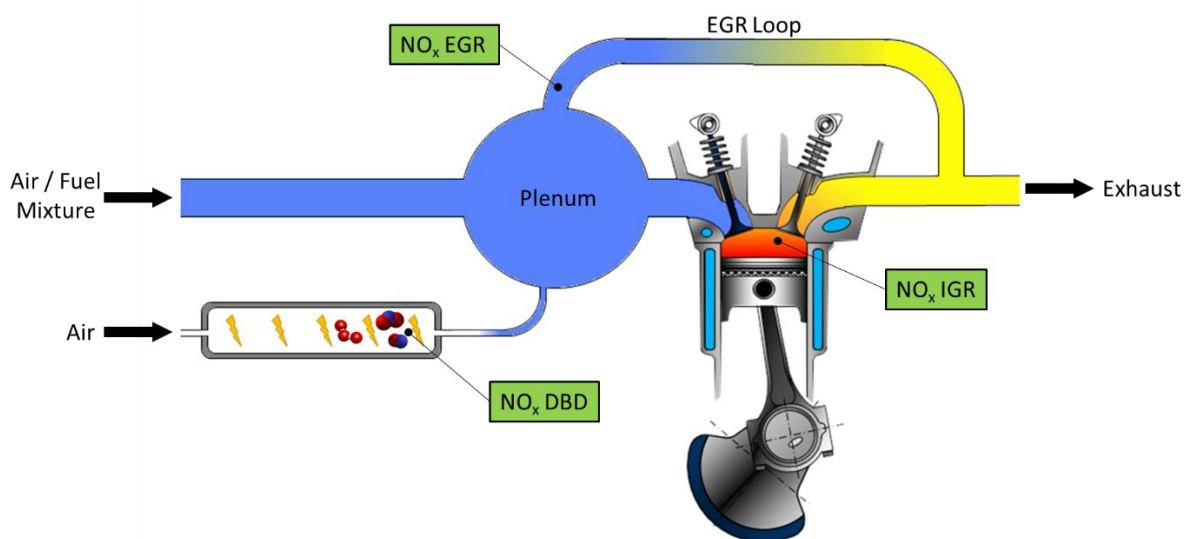 EGR Loop
NOx EGR
Air / Fuel
Mixture
Plenum
Exhaust
NOx IGR
Air
NOx DBD